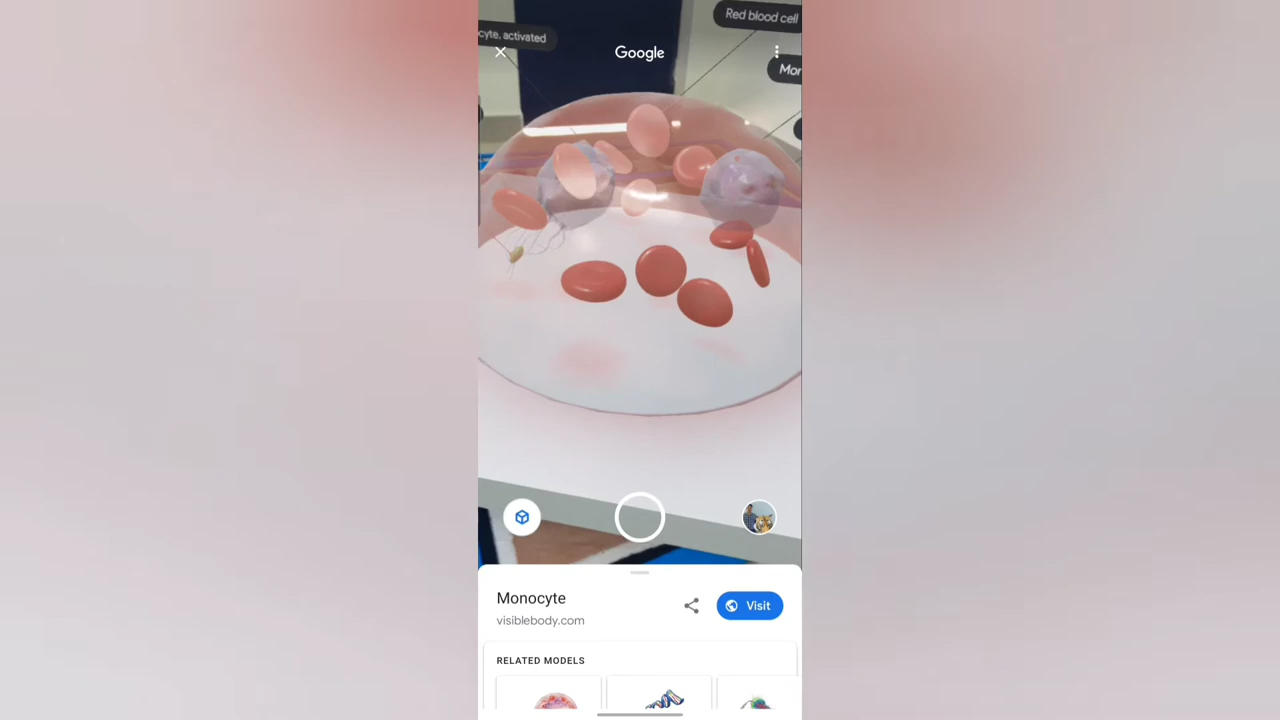 Red blood cell
cyte, activated
Google
Mor
Monocyte
visiblebody.com
Visit
RELATED MODELS